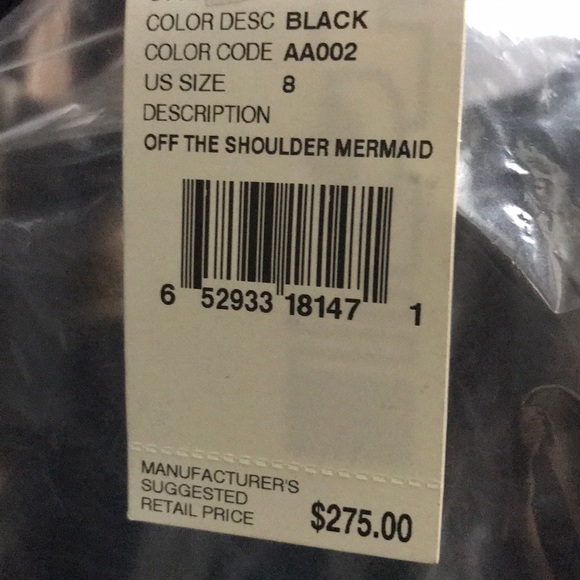 COLOR DESC BLACK
COLOR CODE AA002
US SIZE 8
DESCRIPTION
OFF THE SHOULDER MERMAID
6 52933 18147 1
MANUFACTURER'S
SUGGESTED
RETAIL PRICE $275.00